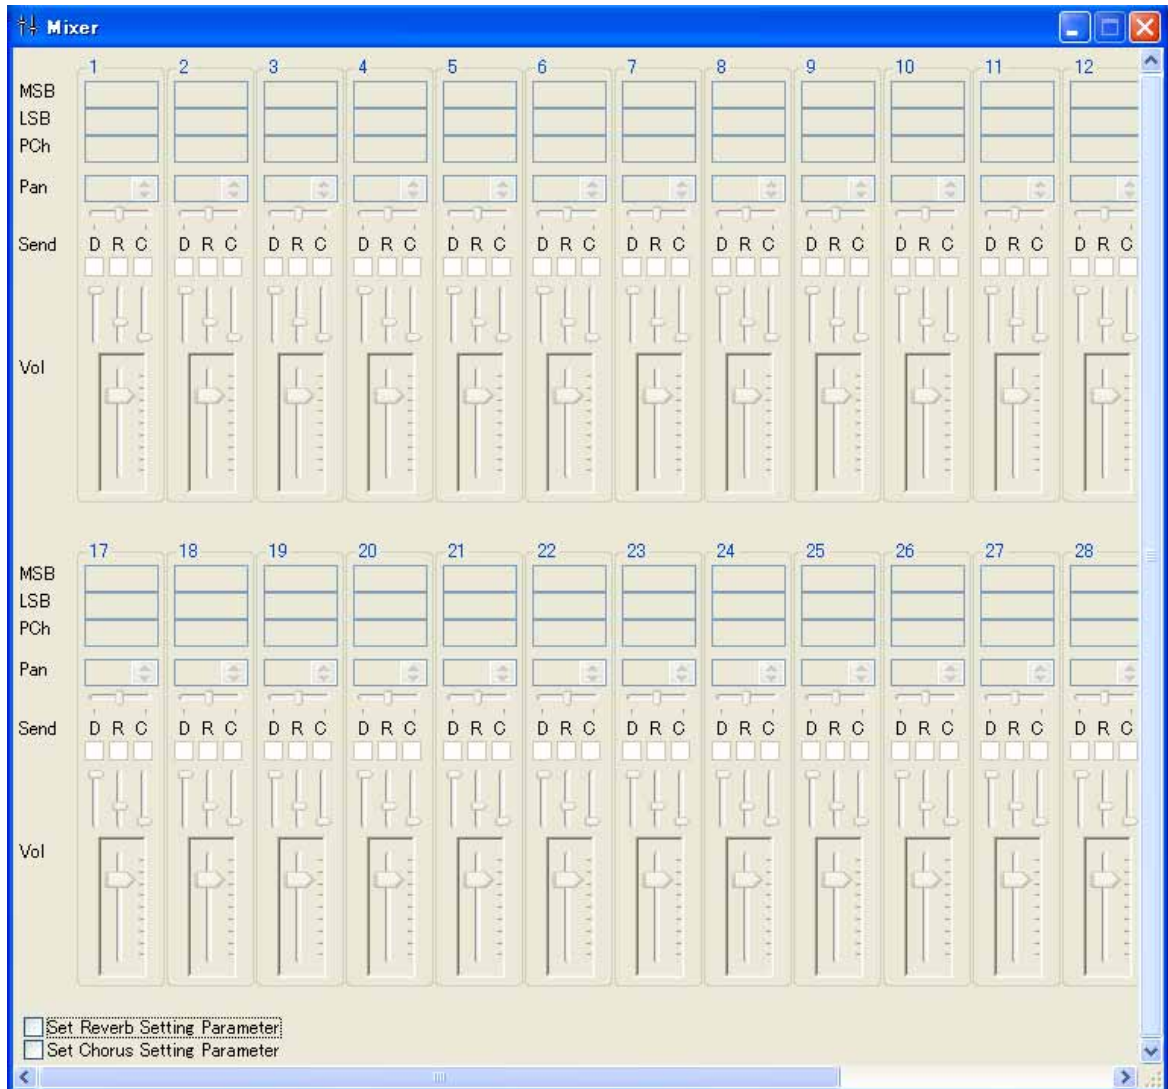 Mixer
1 2 3 4 5 6 7 8 9 10 11 12
MSB
LSB
PCh
Pan
Send D R C D R C D R C D R C D R C D R C D R C D R C D R C D R C D R C D R C
Vol
17 18 19 20 21 22 23 24 25 26 27 28
MSB
LSB
PCh
Pan
Send D R C D R C D R C D R C D R C D R C D R C D R C D R C D R C D R C D R C
Vol
Set Reverb Setting Parameter
Set Chorus Setting Parameter